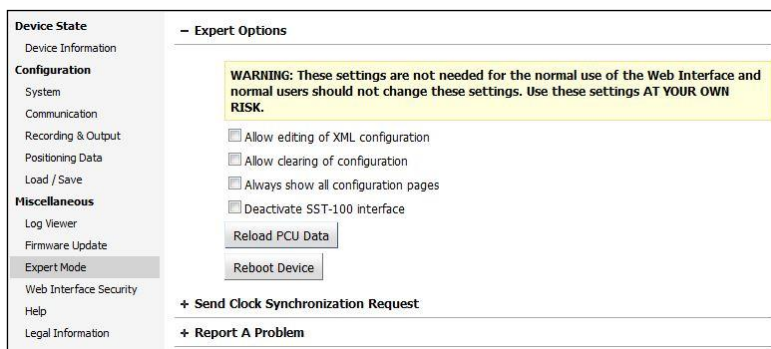 Device State
Device Information
Configuration
System
Communication
Recording & Output
Positioning Data
Load / Save
Miscellaneous
Log Viewer
Firmware Update
Expert Mode
Web Interface Security
Help
Legal Information
− Expert Options
WARNING: These settings are not needed for the normal use of the Web Interface and
normal users should not change these settings. Use these settings AT YOUR OWN
RISK.
Allow editing of XML configuration
Allow clearing of configuration
Always show all configuration pages
Deactivate SST-100 interface
Reload PCU Data
Reboot Device
+ Send Clock Synchronization Request
+ Report A Problem